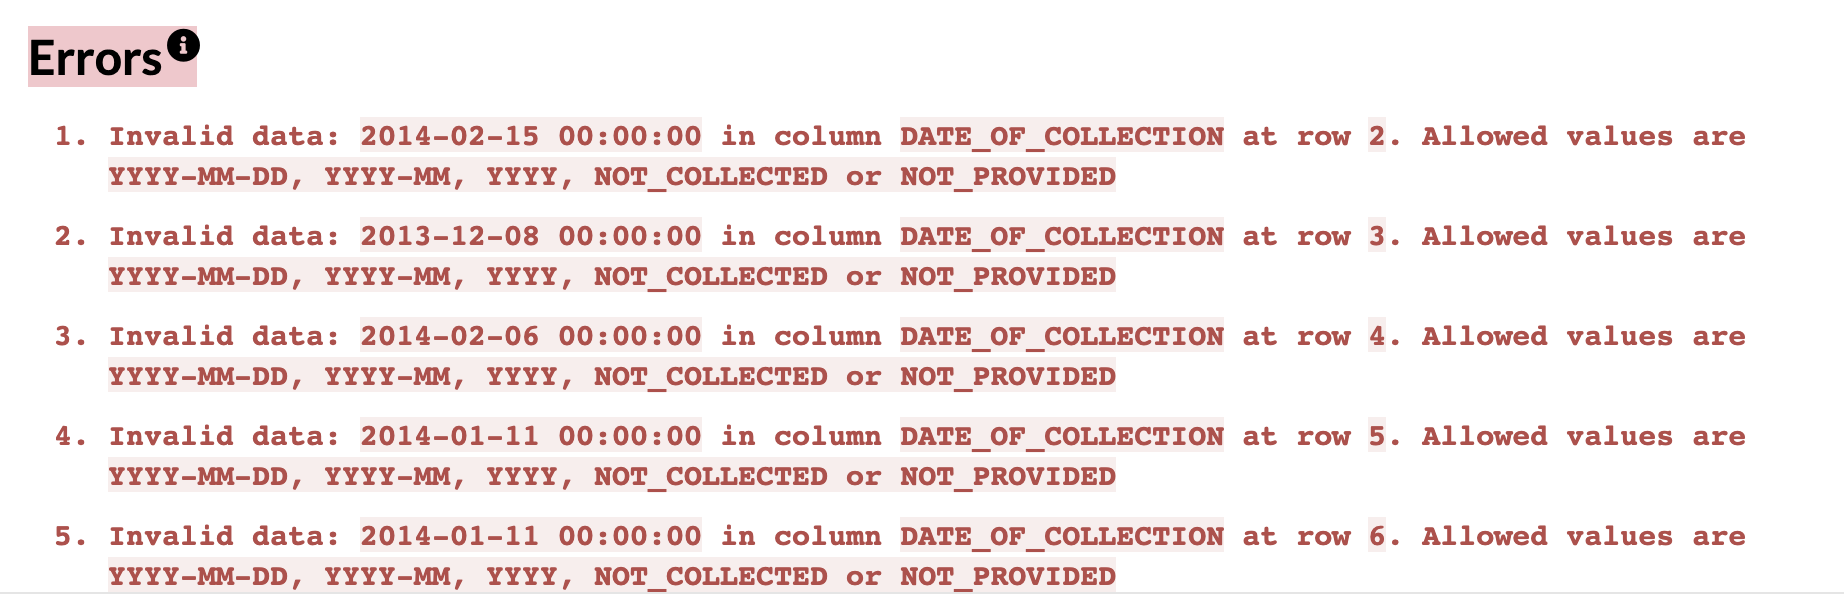 Errors
1. Invalid data: 2014-02-15 00:00:00 in column DATE_OF_COLLECTION at row 2. Allowed values are
YYYY-MM-DD, YYYY-MM, YYYY, NOT_COLLECTED or NOT_PROVIDED
2. Invalid data: 2013-12-08 00:00:00 in column DATE_OF_COLLECTION at row 3. Allowed values are
YYYY-MM-DD, YYYY-MM, YYYY, NOT_COLLECTED or NOT_PROVIDED
3. Invalid data: 2014-02-06 00:00:00 in column DATE_OF_COLLECTION at row 4. Allowed values are
YYYY-MM-DD, YYYY-MM, YYYY, NOT_COLLECTED or NOT_PROVIDED
4. Invalid data: 2014-01-11 00:00:00 in column DATE_OF_COLLECTION at row 5. Allowed values are
YYYY-MM-DD, YYYY-MM, YYYY, NOT_COLLECTED or NOT_PROVIDED
5. Invalid data: 2014-01-11 00:00:00 in column DATE_OF_COLLECTION at row 6. Allowed values are
YYYY-MM-DD, YYYY-MM, YYYY, NOT_COLLECTED or NOT_PROVIDED